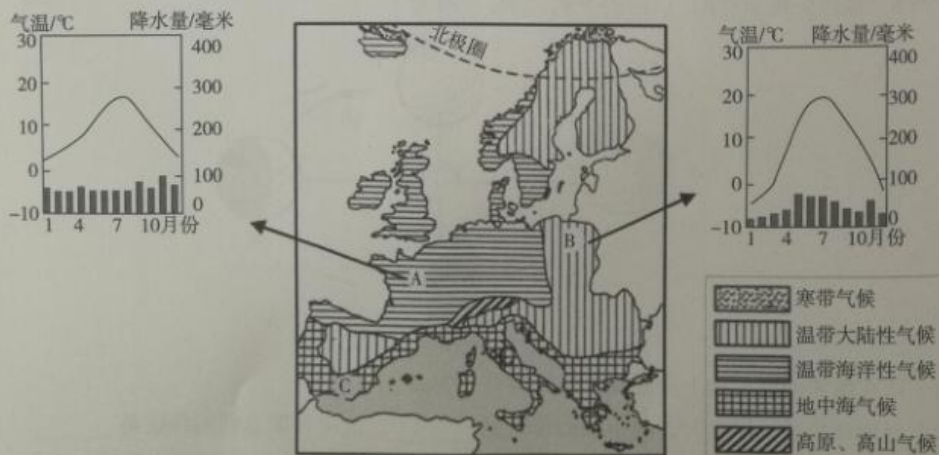 气温/℃ 降水量/毫米
30 400
20 300
10 200
0 100
-10 0
1 4 7 10月份
北极圈
A
B
C
气温/℃ 降水量/毫米
30 400
20 300
10 200
0 100
-10 0
1 4 7 10月份
寒带气候
温带大陆性气候
温带海洋性气候
地中海气候
高原、高山气候